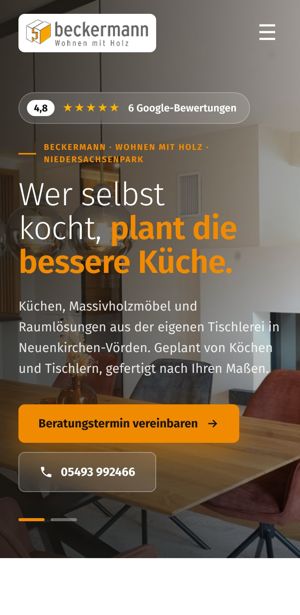 beckermann
Wohnen mit Holz
4,8 ★★★★★ 6 Google-Bewertungen
BECKERMANN · WOHNEN MIT HOLZ ·
NIEDERSACHSENPARK
Wer selbst
kocht, plant die
bessere Küche.
Küchen, Massivholzmöbel und
Raumlösungen aus der eigenen Tischlerei in
Neuenkirchen-Vörden. Geplant von Köchen
und Tischlern, gefertigt nach Ihren Maßen.
Beratungstermin vereinbaren →
05493 992466